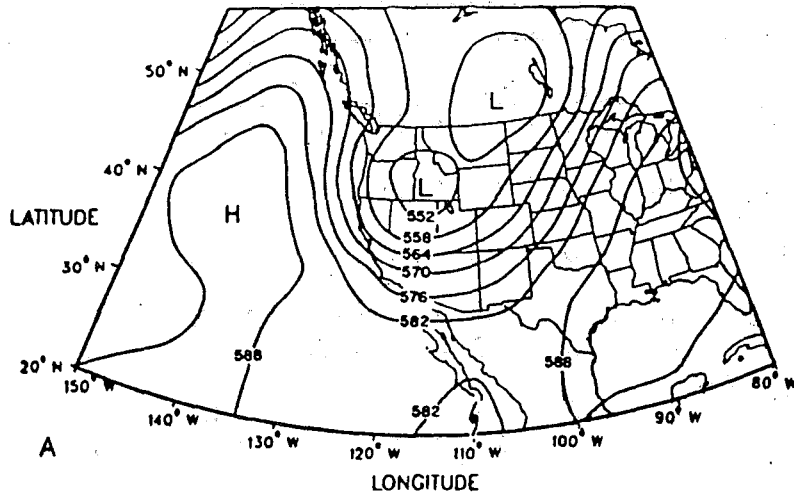 50° N
L
40° N
L
H
LATITUDE
552
558
564
30° N
570
576
582
588
588
20° N
150° W
80° W
582
140° W
90° W
130° W
100° W
120° W
110° W
A
LONGITUDE